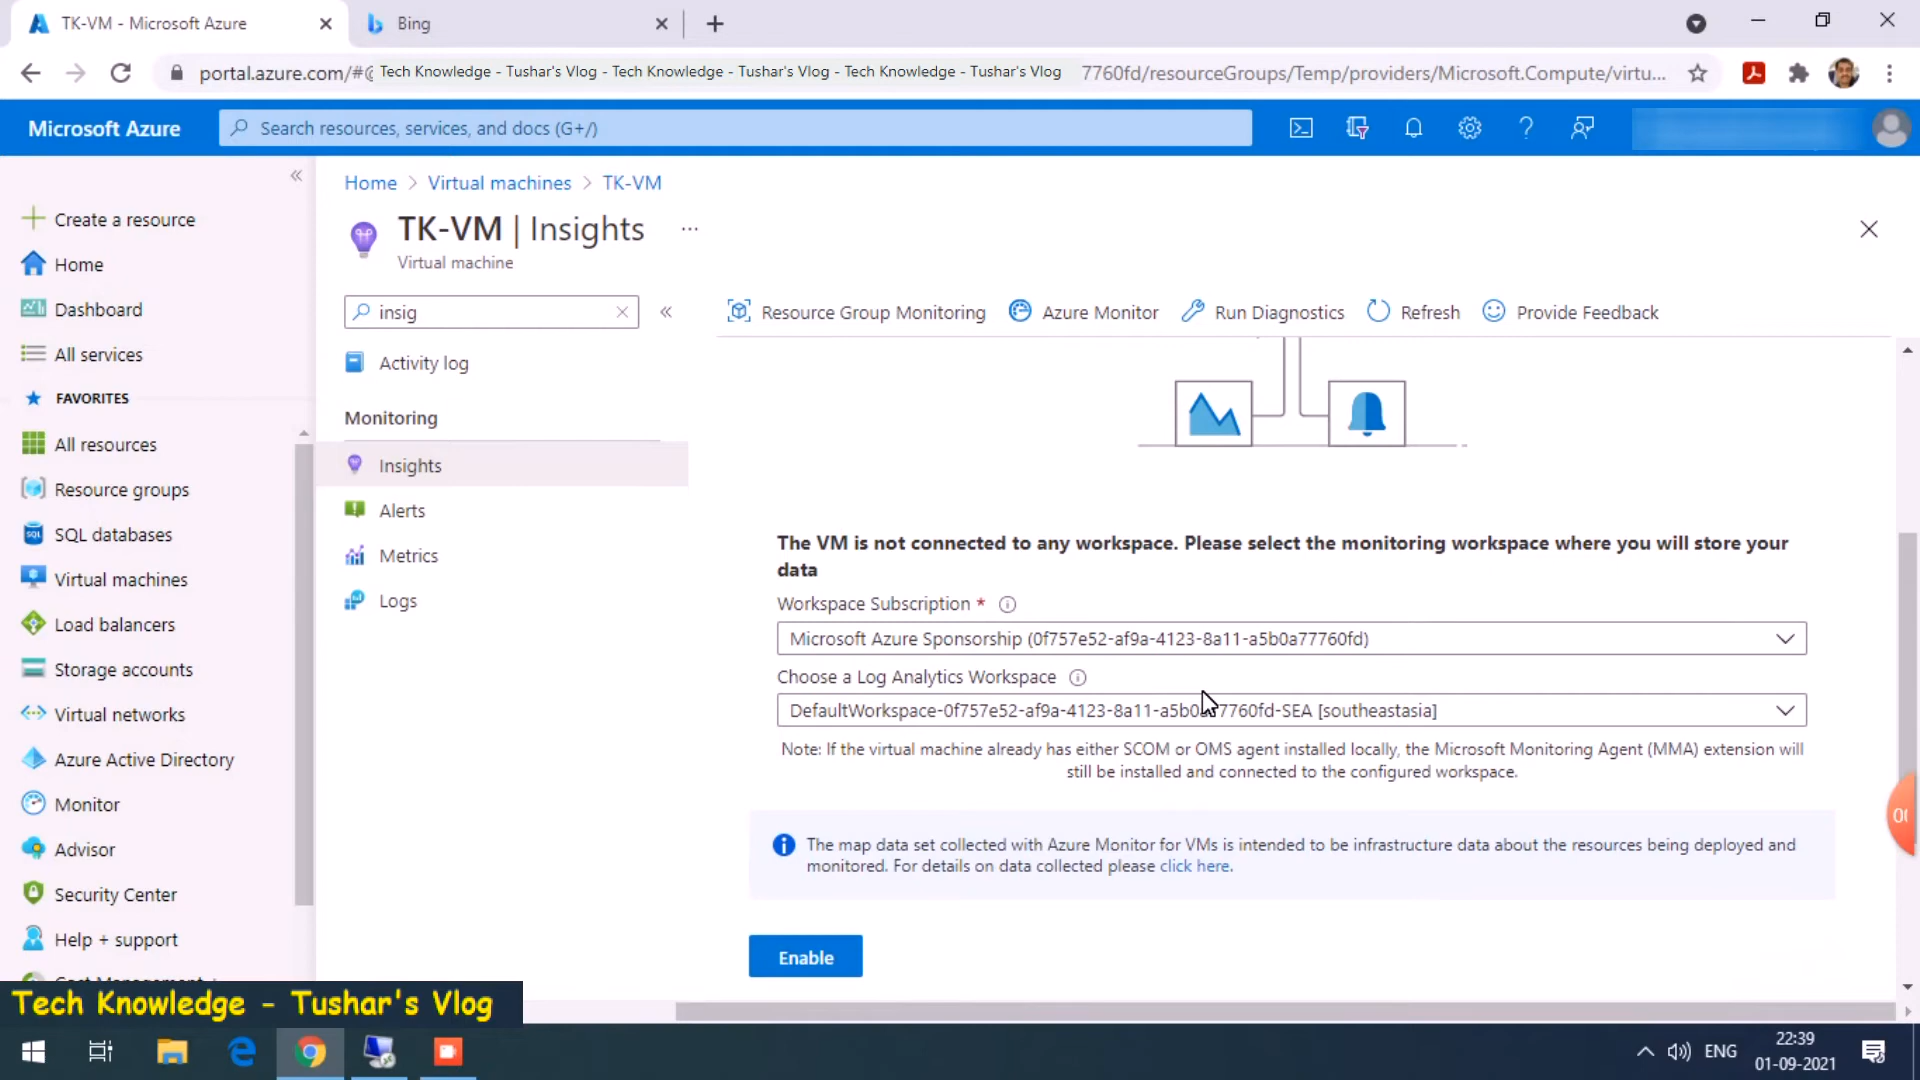 TK-VM - Microsoft Azure
Bing
portal.azure.com/#@
Tech Knowledge - Tushar's Vlog - Tech Knowledge - Tushar's Vlog - Tech Knowledge - Tushar's Vlog
7760fd/resourceGroups/Temp/providers/Microsoft.Compute/virtu...
Microsoft Azure
Search resources, services, and docs (G+/)
Create a resource
Home
Dashboard
All services
FAVORITES
All resources
Resource groups
SQL databases
Virtual machines
Load balancers
Storage accounts
Virtual networks
Azure Active Directory
Monitor
Advisor
Security Center
Help + support
Home > Virtual machines > TK-VM
TK-VM | Insights ...
Virtual machine
insig
Activity log
Monitoring
Insights
Alerts
Metrics
Logs
Resource Group Monitoring
Azure Monitor
Run Diagnostics
Refresh
Provide Feedback
The VM is not connected to any workspace. Please select the monitoring workspace where you will store your
data
Workspace Subscription *
Microsoft Azure Sponsorship (0f757e52-af9a-4123-8a11-a5b0a77760fd)
Choose a Log Analytics Workspace
DefaultWorkspace-0f757e52-af9a-4123-8a11-a5b0a77760fd-SEA [southeastasia]
Note: If the virtual machine already has either SCOM or OMS agent installed locally, the Microsoft Monitoring Agent (MMA) extension will
still be installed and connected to the configured workspace.
The map data set collected with Azure Monitor for VMs is intended to be infrastructure data about the resources being deployed and
monitored. For details on data collected please click here.
Enable
Tech Knowledge - Tushar's Vlog
ENG
22:39
01-09-2021